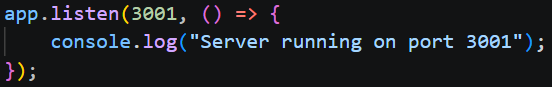 app.listen(3001, () => {
    console.log("Server running on port 3001");
});